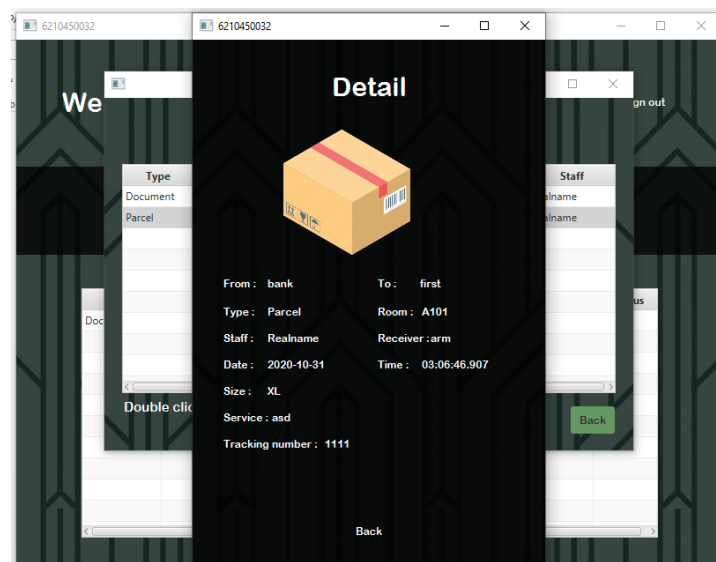 6210450032
6210450032
We
gn out
Detail
Type
Staff
Document
alname
Parcel
alname
From : bank
To : first
Type : Parcel
Room : A101
Staff : Realname
Receiver :arm
Date : 2020-10-31
Time : 03:06:46.907
Size : XL
Service : asd
Tracking number : 1111
us
Doc
Double clic
Back
Back